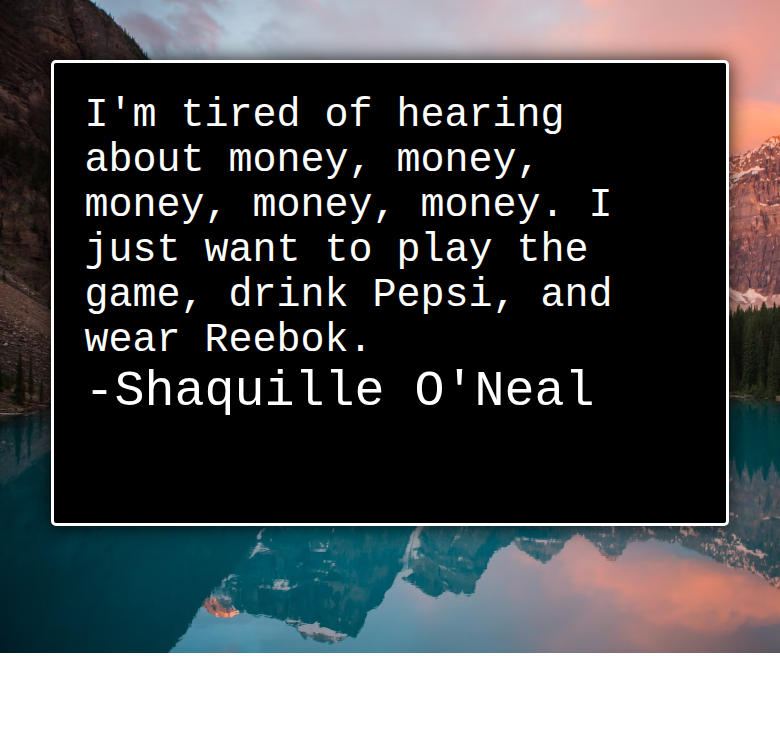 I'm tired of hearing
about money, money,
money, money, money. I
just want to play the
game, drink Pepsi, and
wear Reebok.
-Shaquille O'Neal